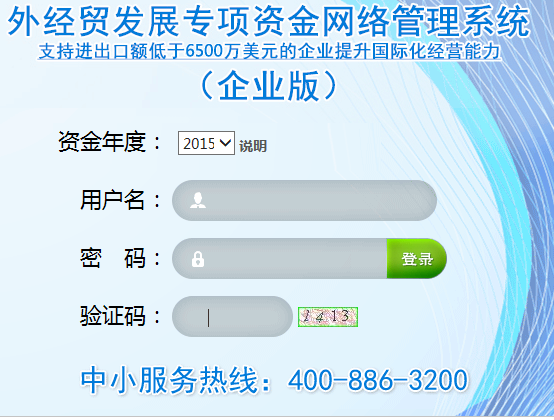 外经贸发展专项资金网络管理系统
支持进出口额低于6500万美元的企业提升国际化经营能力
（企业版）
资金年度： 2015 说明
用户名：
密 码： 登录
验证码： 1413
中小服务热线：400-886-3200